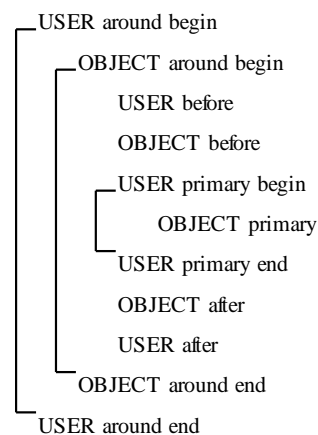 USER around begin
OBJECT around begin
USER before
OBJECT before
USER primary begin
OBJECT primary
USER primary end
OBJECT after
USER after
OBJECT around end
USER around end